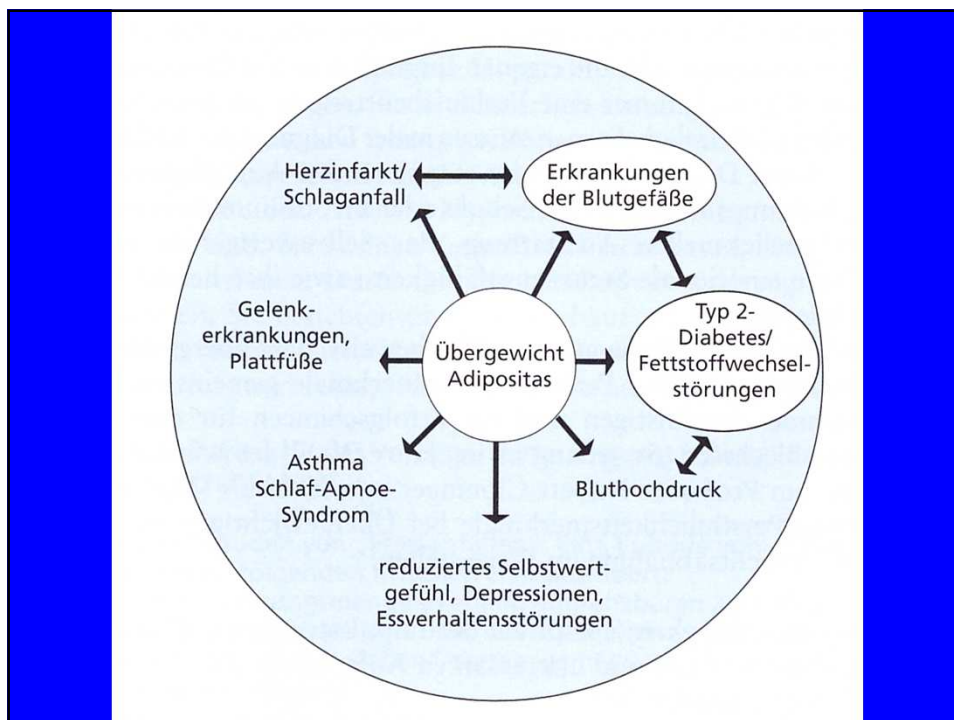 Herzinfarkt/
Schlaganfall
Erkrankungen
der Blutgefäße
Gelenk-
erkrankungen,
Plattfüße
Übergewicht
Adipositas
Typ 2-
Diabetes/
Fettstoffwechsel-
störungen
Asthma
Schlaf-Apnoe-
Syndrom
Bluthochdruck
reduziertes Selbstwert-
gefühl, Depressionen,
Essverhaltensstörungen